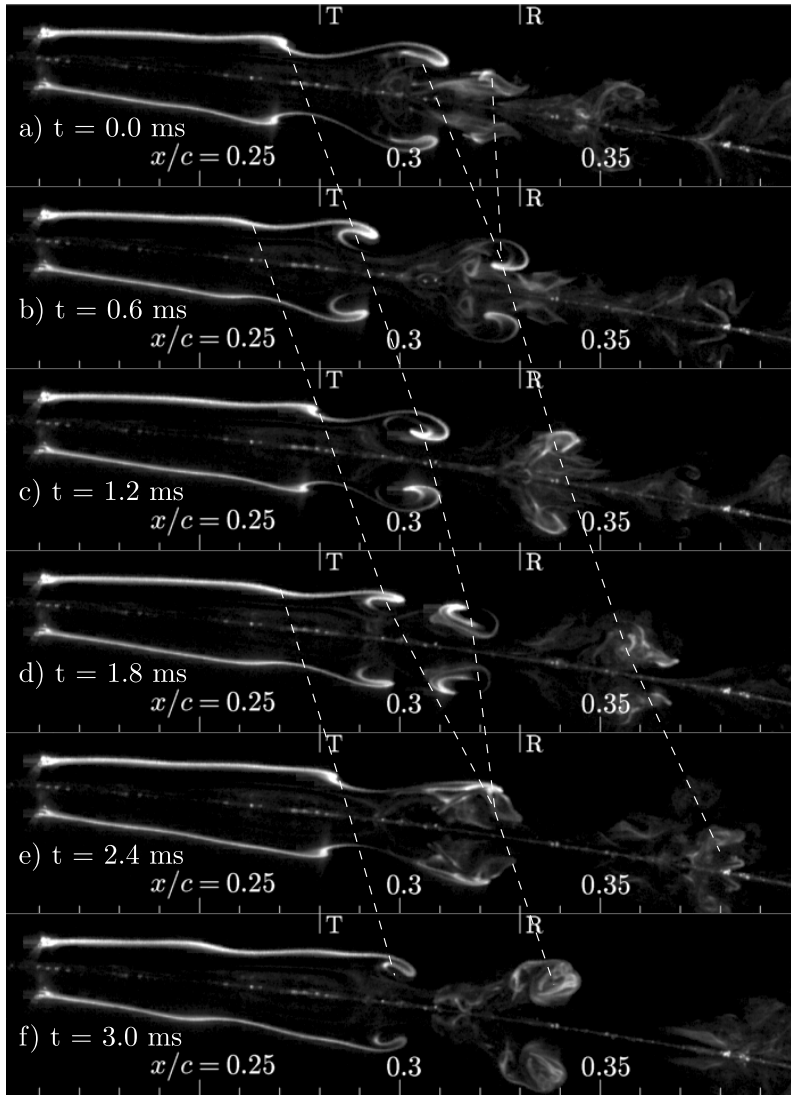 T R
a) t = 0.0 ms
x/c = 0.25 0.3 0.35
T R
b) t = 0.6 ms
x/c = 0.25 0.3 0.35
T R
c) t = 1.2 ms
x/c = 0.25 0.3 0.35
T R
d) t = 1.8 ms
x/c = 0.25 0.3 0.35
T R
e) t = 2.4 ms
x/c = 0.25 0.3 0.35
T R
f) t = 3.0 ms
x/c = 0.25 0.3 0.35